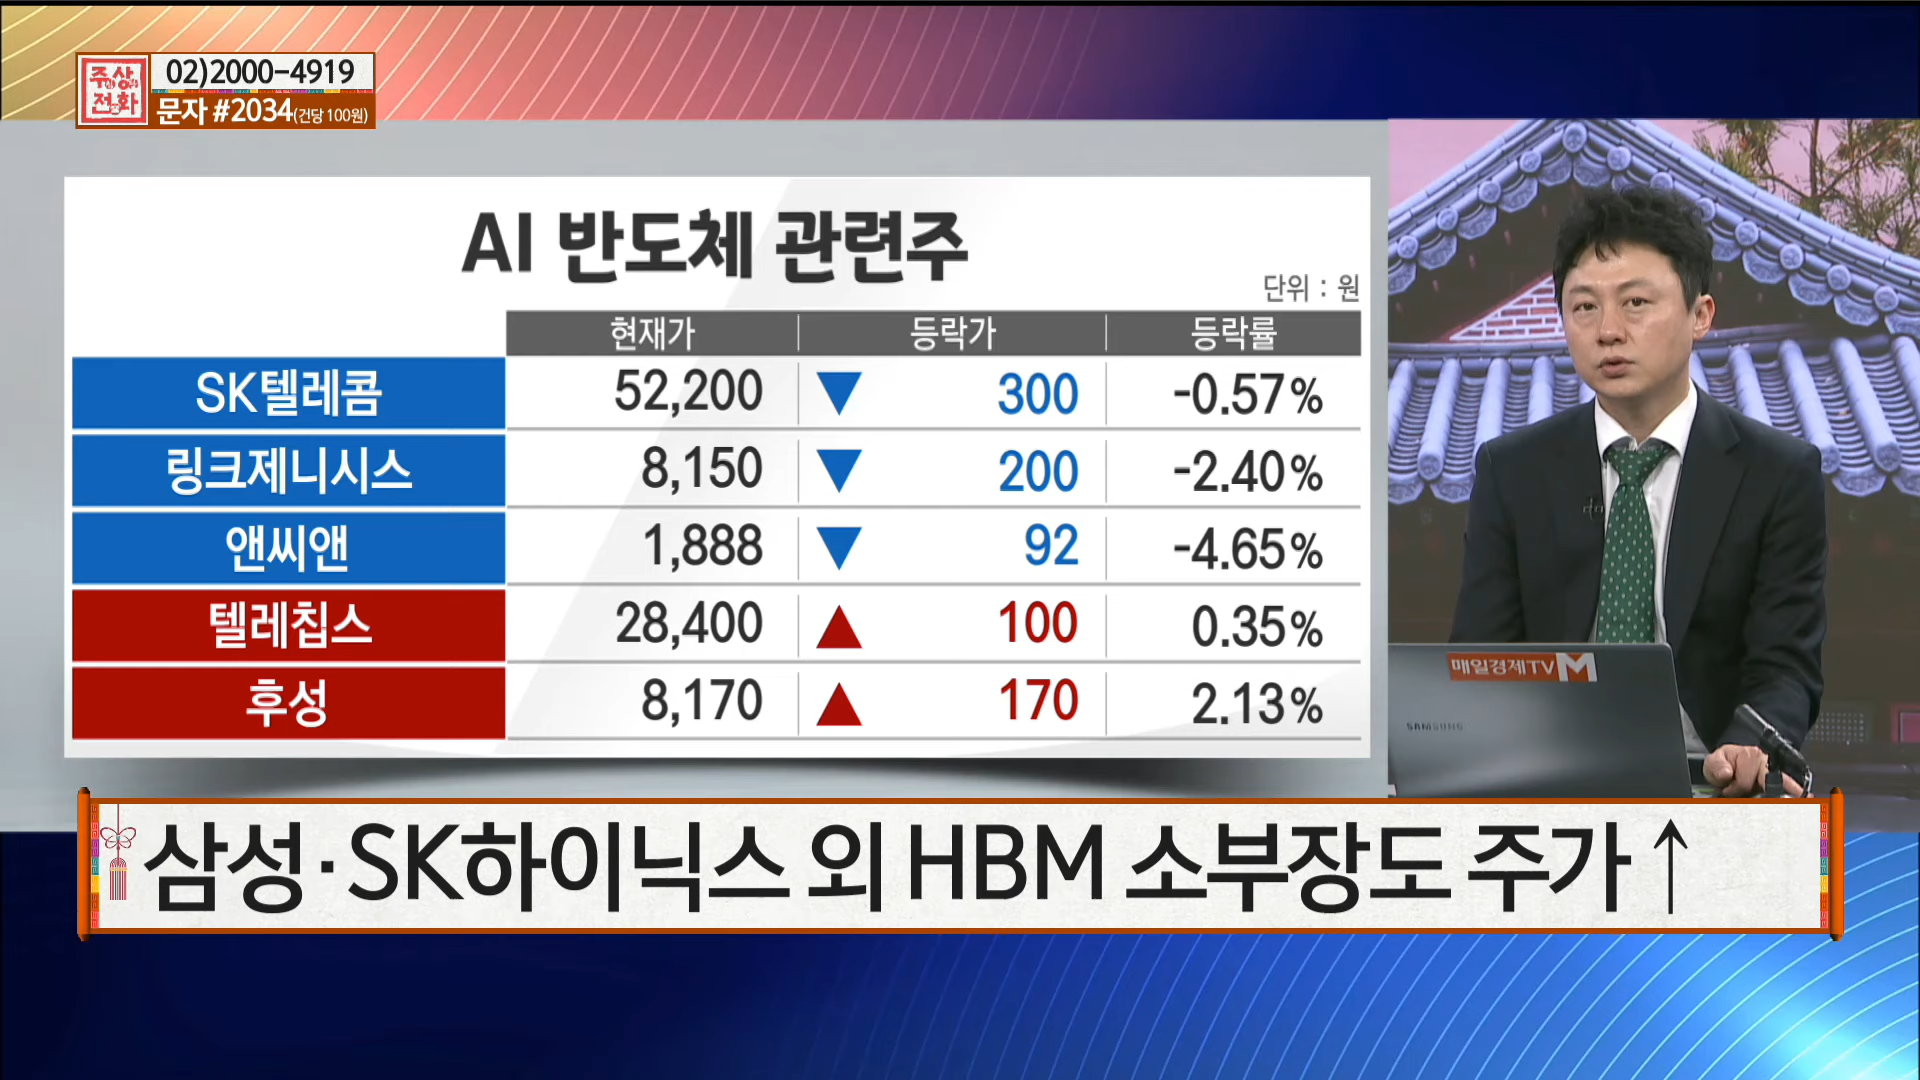 주상
전화
02)2000-4919
문자 #2034(건당 100원)
AI 반도체 관련주
단위 : 원
현재가 등락가 등락률
SK텔레콤 52,200 ▼ 300 -0.57%
링크제니시스 8,150 ▼ 200 -2.40%
앤씨앤 1,888 ▼ 92 -4.65%
텔레칩스 28,400 ▲ 100 0.35%
후성 8,170 ▲ 170 2.13%
매일경제TV M
SAMSUNG
삼성·SK하이닉스 외 HBM 소부장도 주가↑